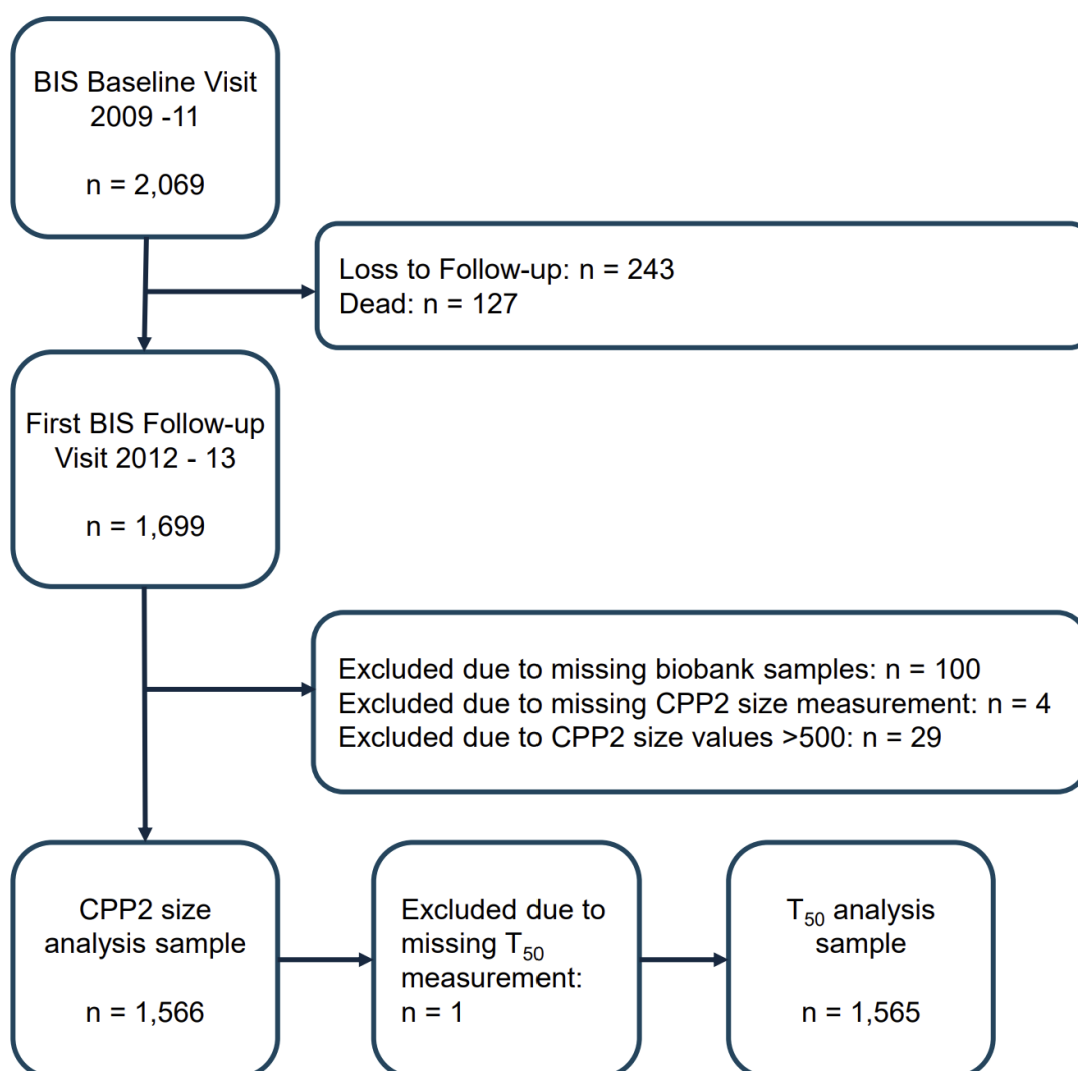 BIS Baseline Visit
2009 -11
n = 2,069
Loss to Follow-up: n = 243
Dead: n = 127
First BIS Follow-up
Visit 2012 - 13
n = 1,699
Excluded due to missing biobank samples: n = 100
Excluded due to missing CPP2 size measurement: n = 4
Excluded due to CPP2 size values >500: n = 29
CPP2 size
analysis sample
n = 1,566
Excluded due to
missing T50
measurement:
n = 1
T50 analysis
sample
n = 1,565